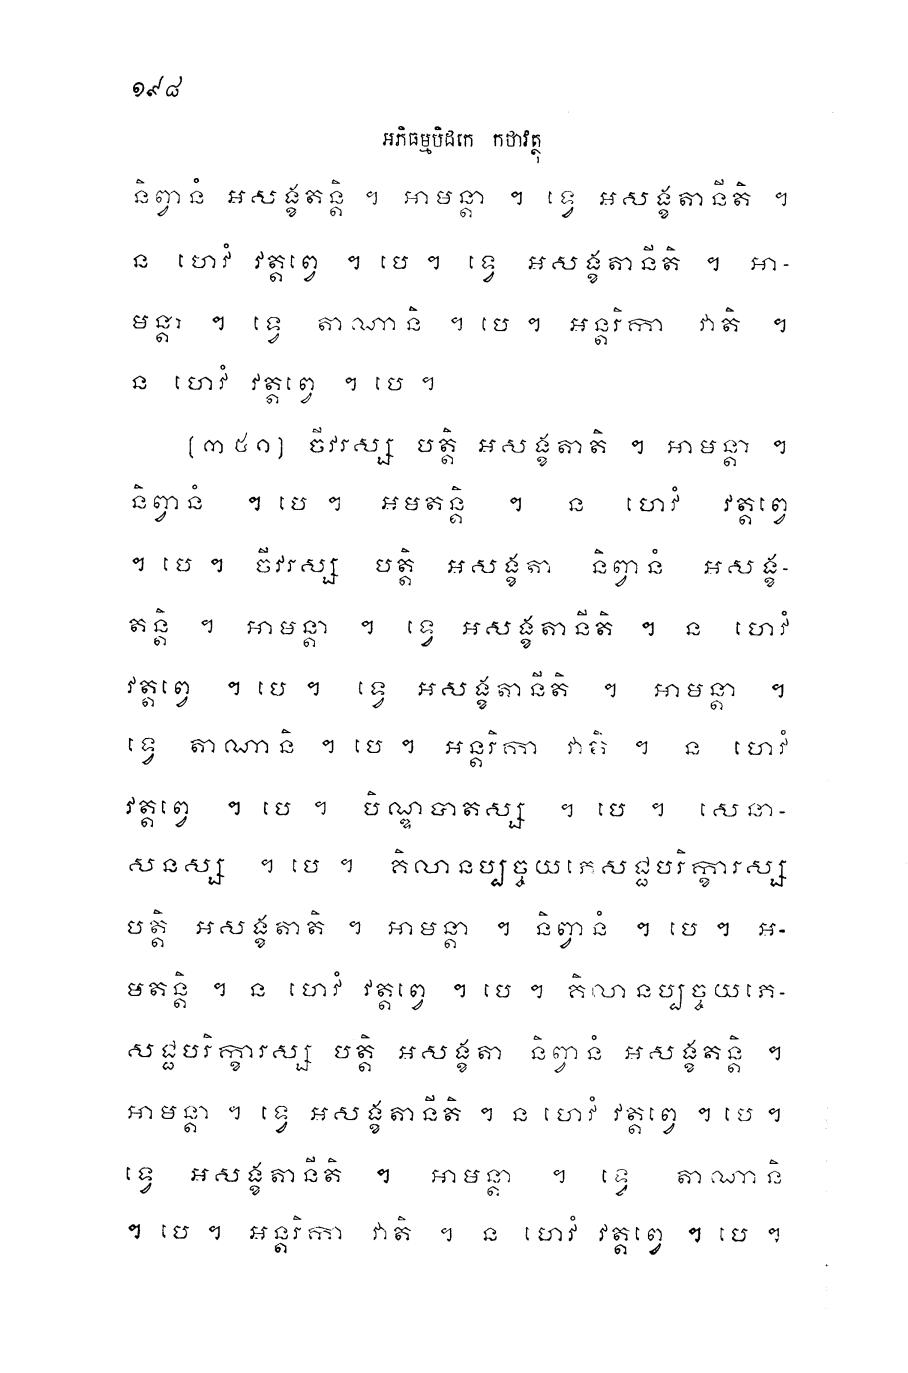 ១៩៨
អភិធម្មបិដកេ កថាវត្ថុ
និព្វានំ អសង្ខតន្តិ ។ អាមន្តា ។ ទ្វេ អសង្ខតានីតិ ។
ន ហេវំ វត្តព្វេ ។ បេ ។ ទ្វេ អសង្ខតានីតិ ។ អា-
មន្តា ។ ទ្វេ តាណានិ ។ បេ ។ អន្តរិកា វាតិ ។
ន ហេវំ វត្តព្វេ ។ បេ ។
[៣៥១] ចីវរស្ស បត្តិ អសង្ខតាតិ ។ អាមន្តា ។
និព្វានំ ។ បេ ។ អមតន្តិ ។ ន ហេវំ វត្តព្វេ
។ បេ ។ ចីវរស្ស បត្តិ អសង្ខតា និព្វានំ អសង្ខ-
តន្តិ ។ អាមន្តា ។ ទ្វេ អសង្ខតានីតិ ។ ន ហេវំ
វត្តព្វេ ។ បេ ។ ទ្វេ អសង្ខតានីតិ ។ អាមន្តា ។
ទ្វេ តាណានិ ។ បេ ។ អន្តរិកា វាតិ ។ ន ហេវំ
វត្តព្វេ ។ បេ ។ បិណ្ឌបាតស្ស ។ បេ ។ សេនា-
សនស្ស ។ បេ ។ គិលានប្បច្ចយភេសជ្ជបរិក្ខារស្ស
បត្តិ អសង្ខតាតិ ។ អាមន្តា ។ និព្វានំ ។ បេ ។ អ-
មតន្តិ ។ ន ហេវំ វត្តព្វេ ។ បេ ។ គិលានប្បច្ចយភេ-
សជ្ជបរិក្ខារស្ស បត្តិ អសង្ខតា និព្វានំ អសង្ខតន្តិ ។
អាមន្តា ។ ទ្វេ អសង្ខតានីតិ ។ ន ហេវំ វត្តព្វេ ។ បេ ។
ទ្វេ អសង្ខតានីតិ ។ អាមន្តា ។ ទ្វេ តាណានិ
។ បេ ។ អន្តរិកា វាតិ ។ ន ហេវំ វត្តព្វេ ។ បេ ។